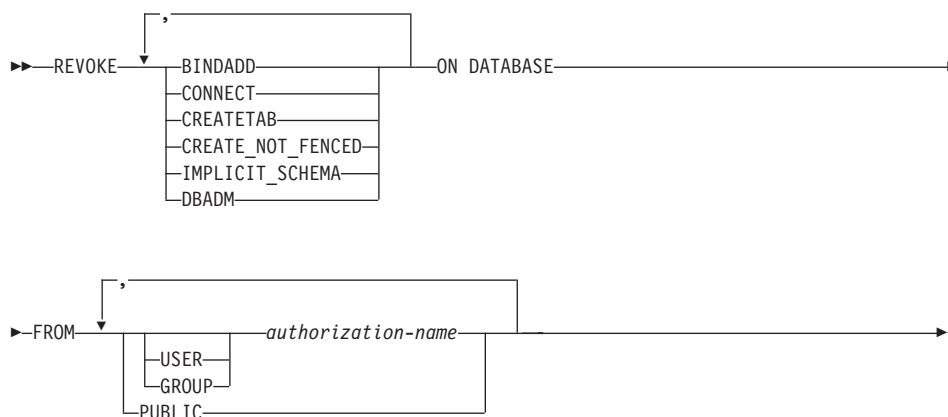 ,
REVOKE BINDADD ON DATABASE
CONNECT
CREATETAB
CREATE_NOT_FENCED
IMPLICIT_SCHEMA
DBADM
,
FROM authorization-name
USER
GROUP
PUBLIC